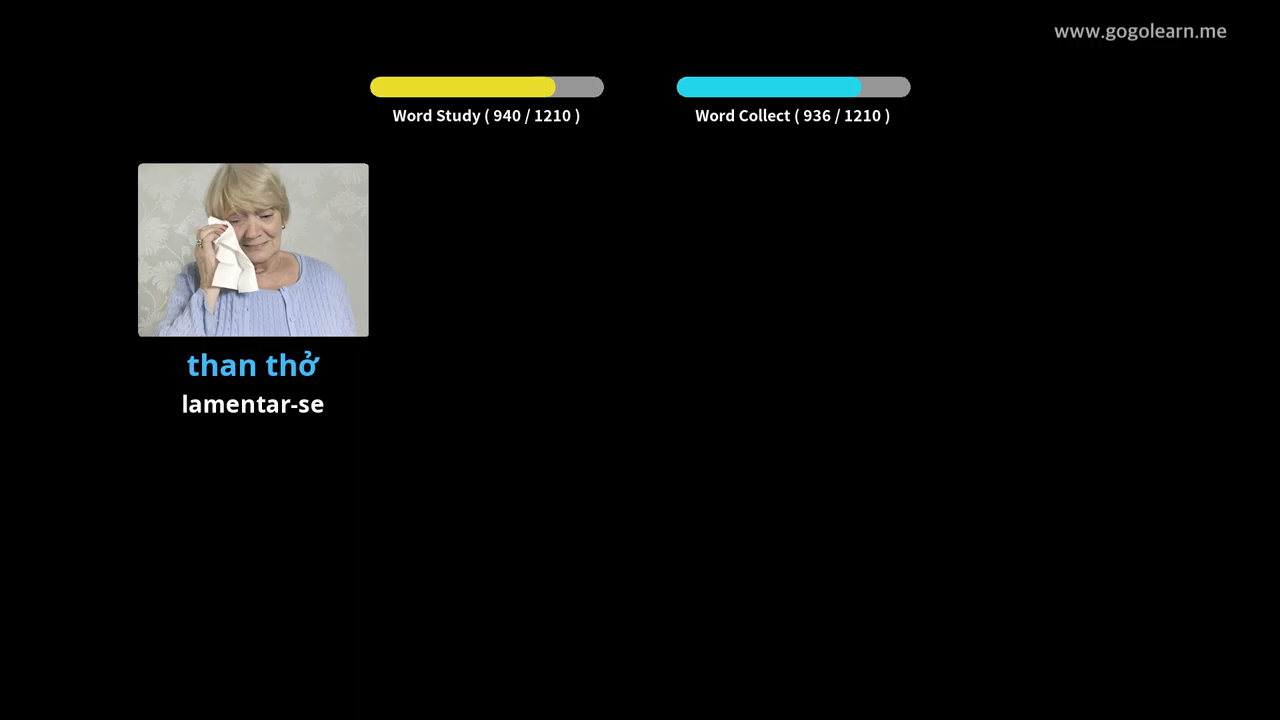 www.gogolearn.me
Word Study ( 940 / 1210 )
Word Collect ( 936 / 1210 )
than thở
lamentar-se